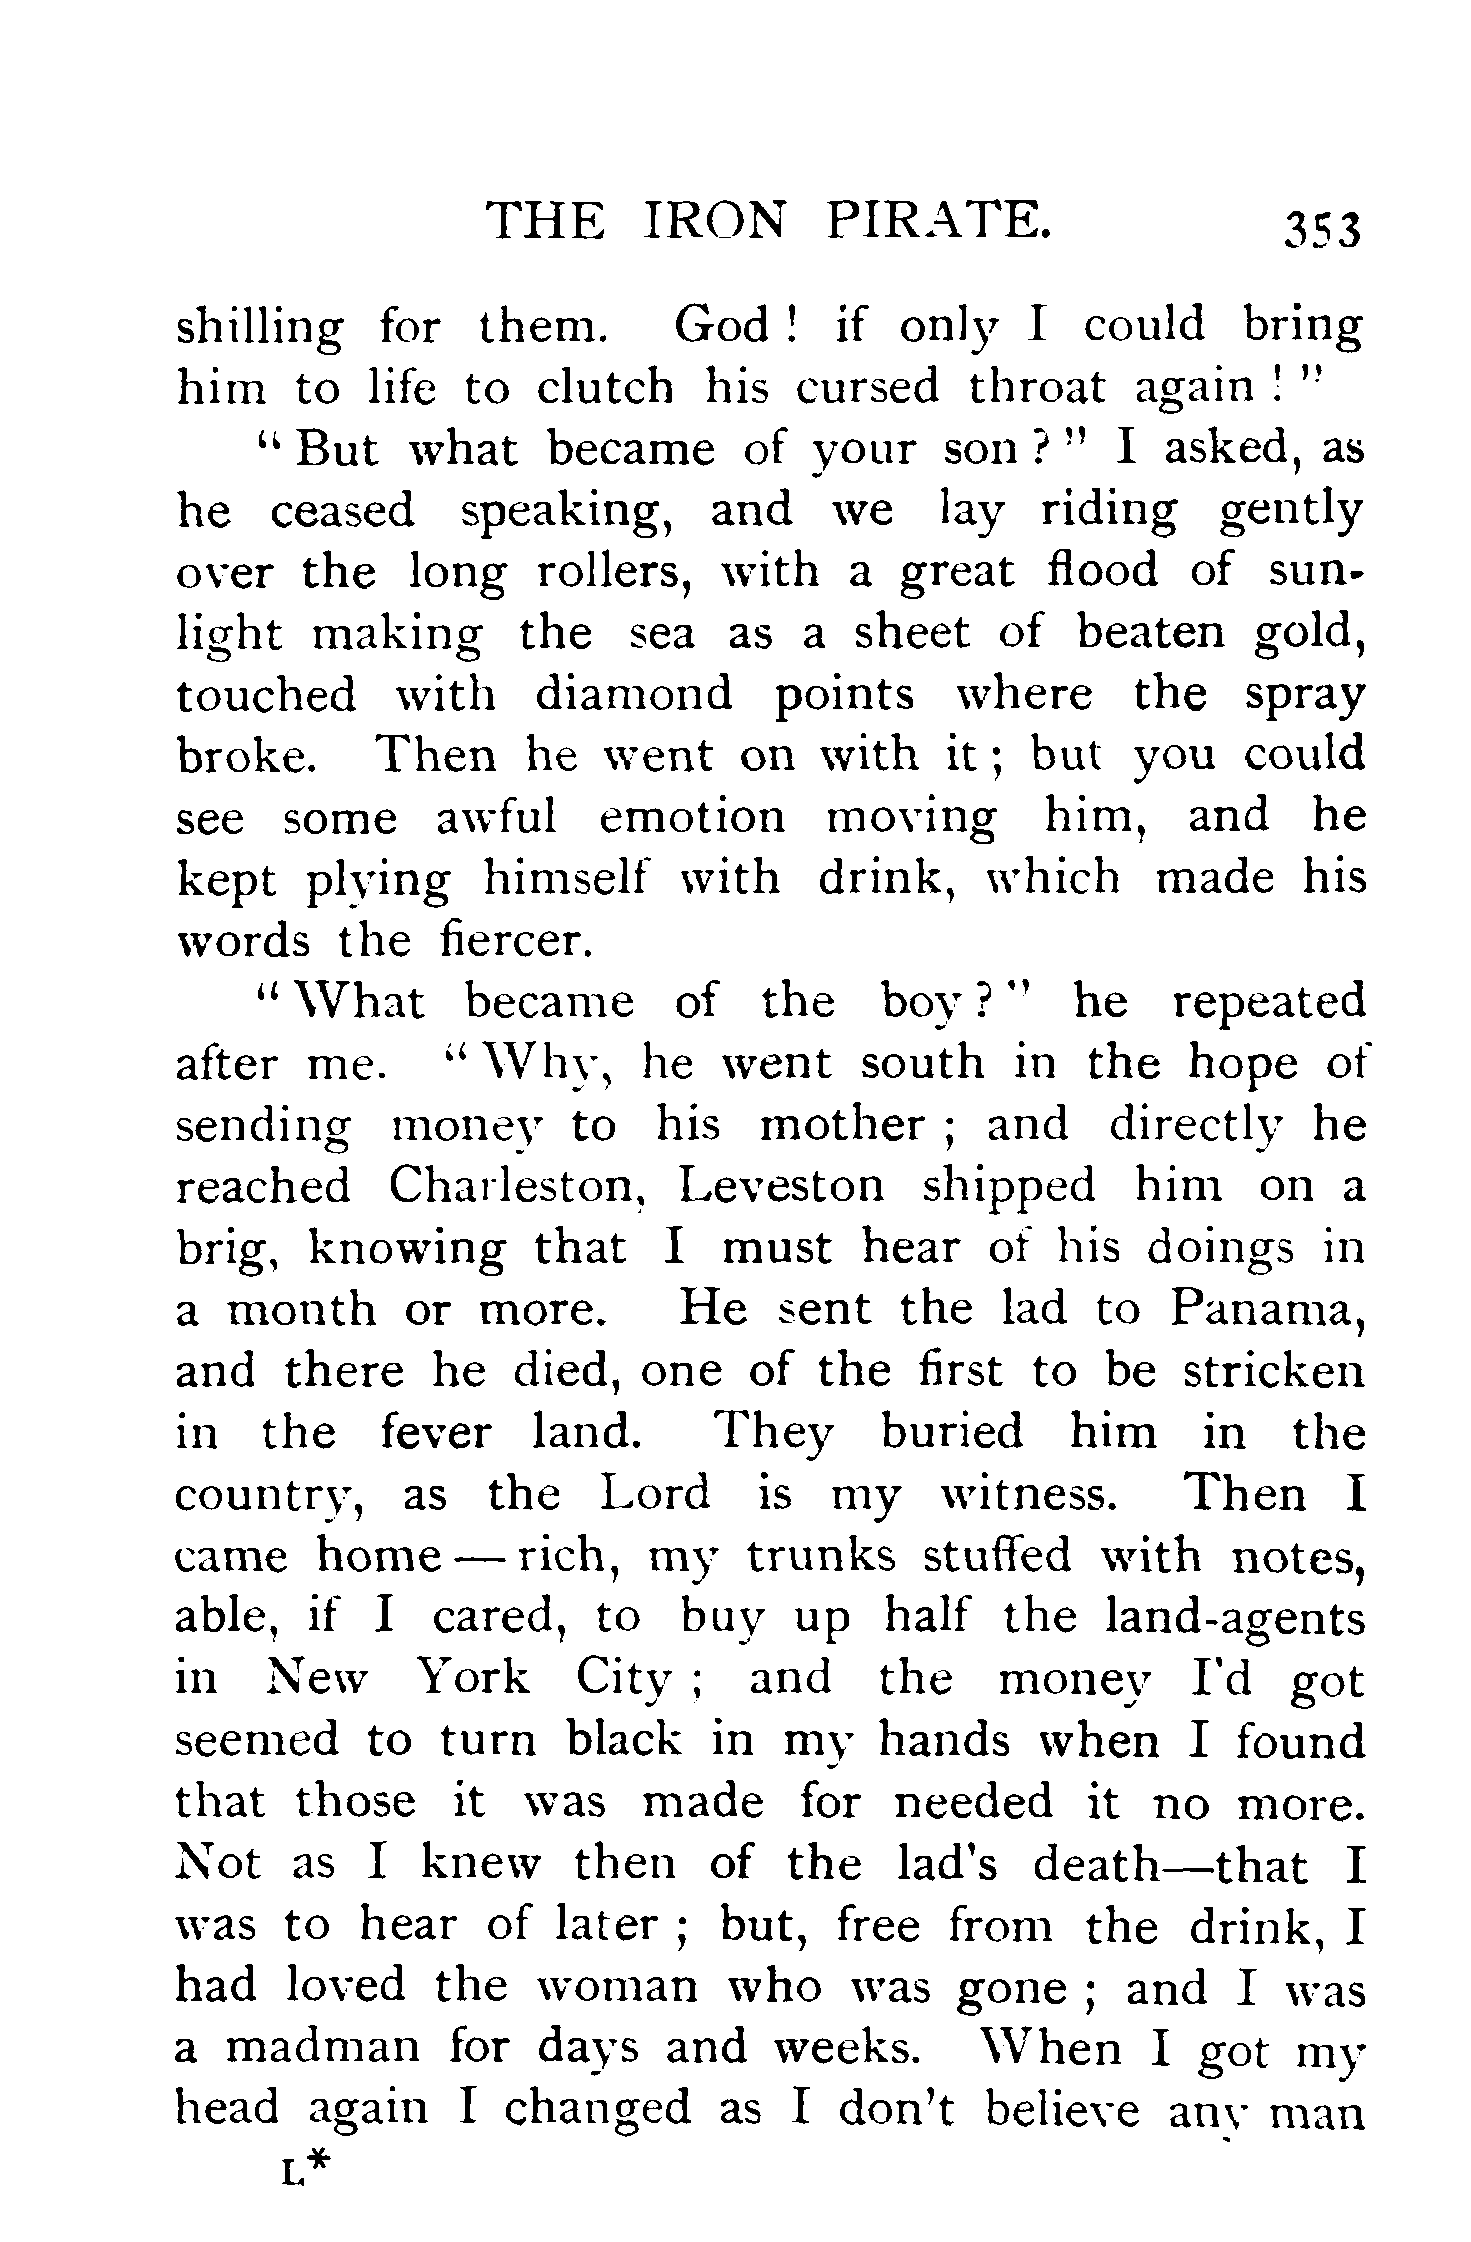 THE IRON PIRATE. 353
shilling for them. God! if only I could bring
him to life to clutch his cursed throat again!"
"But what became of your son?" I asked, as
he ceased speaking, and we lay riding gently
over the long rollers, with a great flood of sun-
light making the sea as a sheet of beaten gold,
touched with diamond points where the spray
broke. Then he went on with it; but you could
see some awful emotion moving him, and he
kept plying himself with drink, which made his
words the fiercer.
"What became of the boy?" he repeated
after me. "Why, he went south in the hope of
sending money to his mother; and directly he
reached Charleston, Leveston shipped him on a
brig, knowing that I must hear of his doings in
a month or more. He sent the lad to Panama,
and there he died, one of the first to be stricken
in the fever land. They buried him in the
country, as the Lord is my witness. Then I
came home—rich, my trunks stuffed with notes,
able, if I cared, to buy up half the land-agents
in New York City; and the money I'd got
seemed to turn black in my hands when I found
that those it was made for needed it no more.
Not as I knew then of the lad's death—that I
was to hear of later; but, free from the drink, I
had loved the woman who was gone; and I was
a madman for days and weeks. When I got my
head again I changed as I don't believe any man
L*